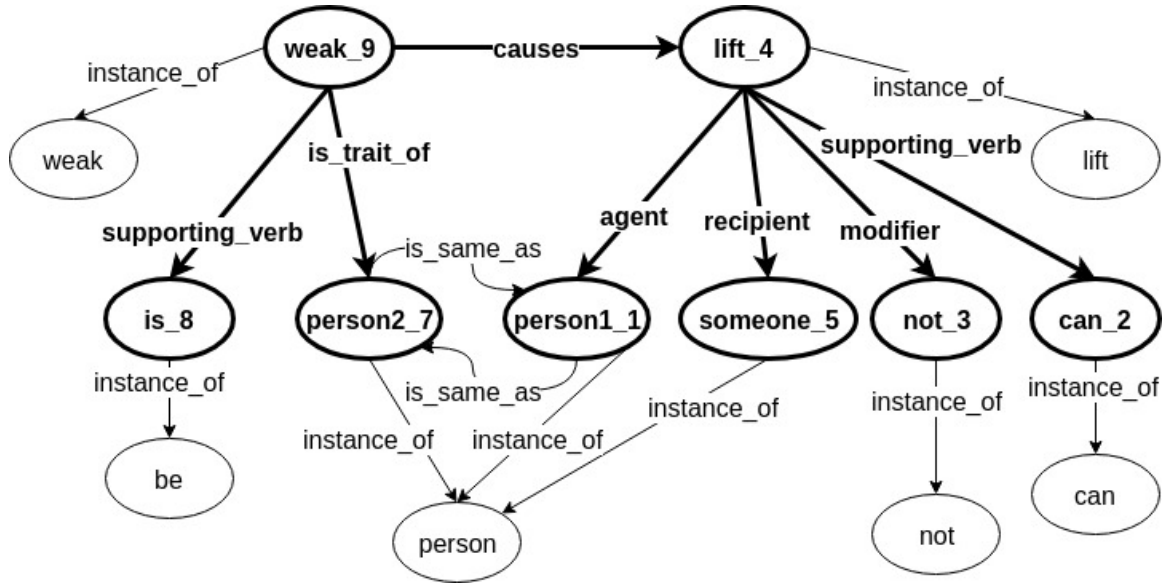 weak_9 causes lift_4
instance_of
instance_of
weak
is_trait_of
supporting_verb
lift
supporting_verb
agent
recipient
modifier
is_same_as
is_8
person2_7
person1_1
someone_5
not_3
can_2
instance_of
is_same_as
instance_of
instance_of
instance_of
instance_of
instance_of
be
person
not
can